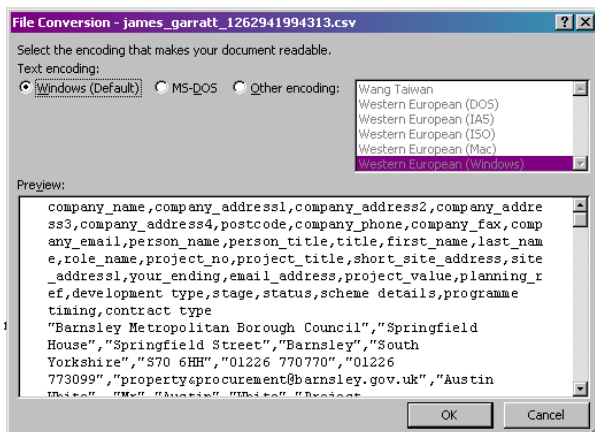 File Conversion - james_garratt_1262941994313.csv
Select the encoding that makes your document readable.
Text encoding:
Windows (Default) MS-DOS Other encoding:
Wang Taiwan
Western European (DOS)
Western European (IA5)
Western European (ISO)
Western European (Mac)
Western European (Windows)
Preview:
company_name,company_address1,company_address2,company_addre
ss3,company_address4,postcode,company_phone,company_fax,comp
any_email,person_name,person_title,title,first_name,last_nam
e,role_name,project_no,project_title,short_site_address,site
_address1,your_ending,email_address,project_value,planning_r
ef,development type,stage,status,scheme details,programme
timing,contract type
"Barnsley Metropolitan Borough Council","Springfield
House","Springfield Street","Barnsley","South
Yorkshire","S70 6HH","01226 770770","01226
773099","property&procurement@barnsley.gov.uk","Austin
White","Mr","Austin","White","Project
OK Cancel